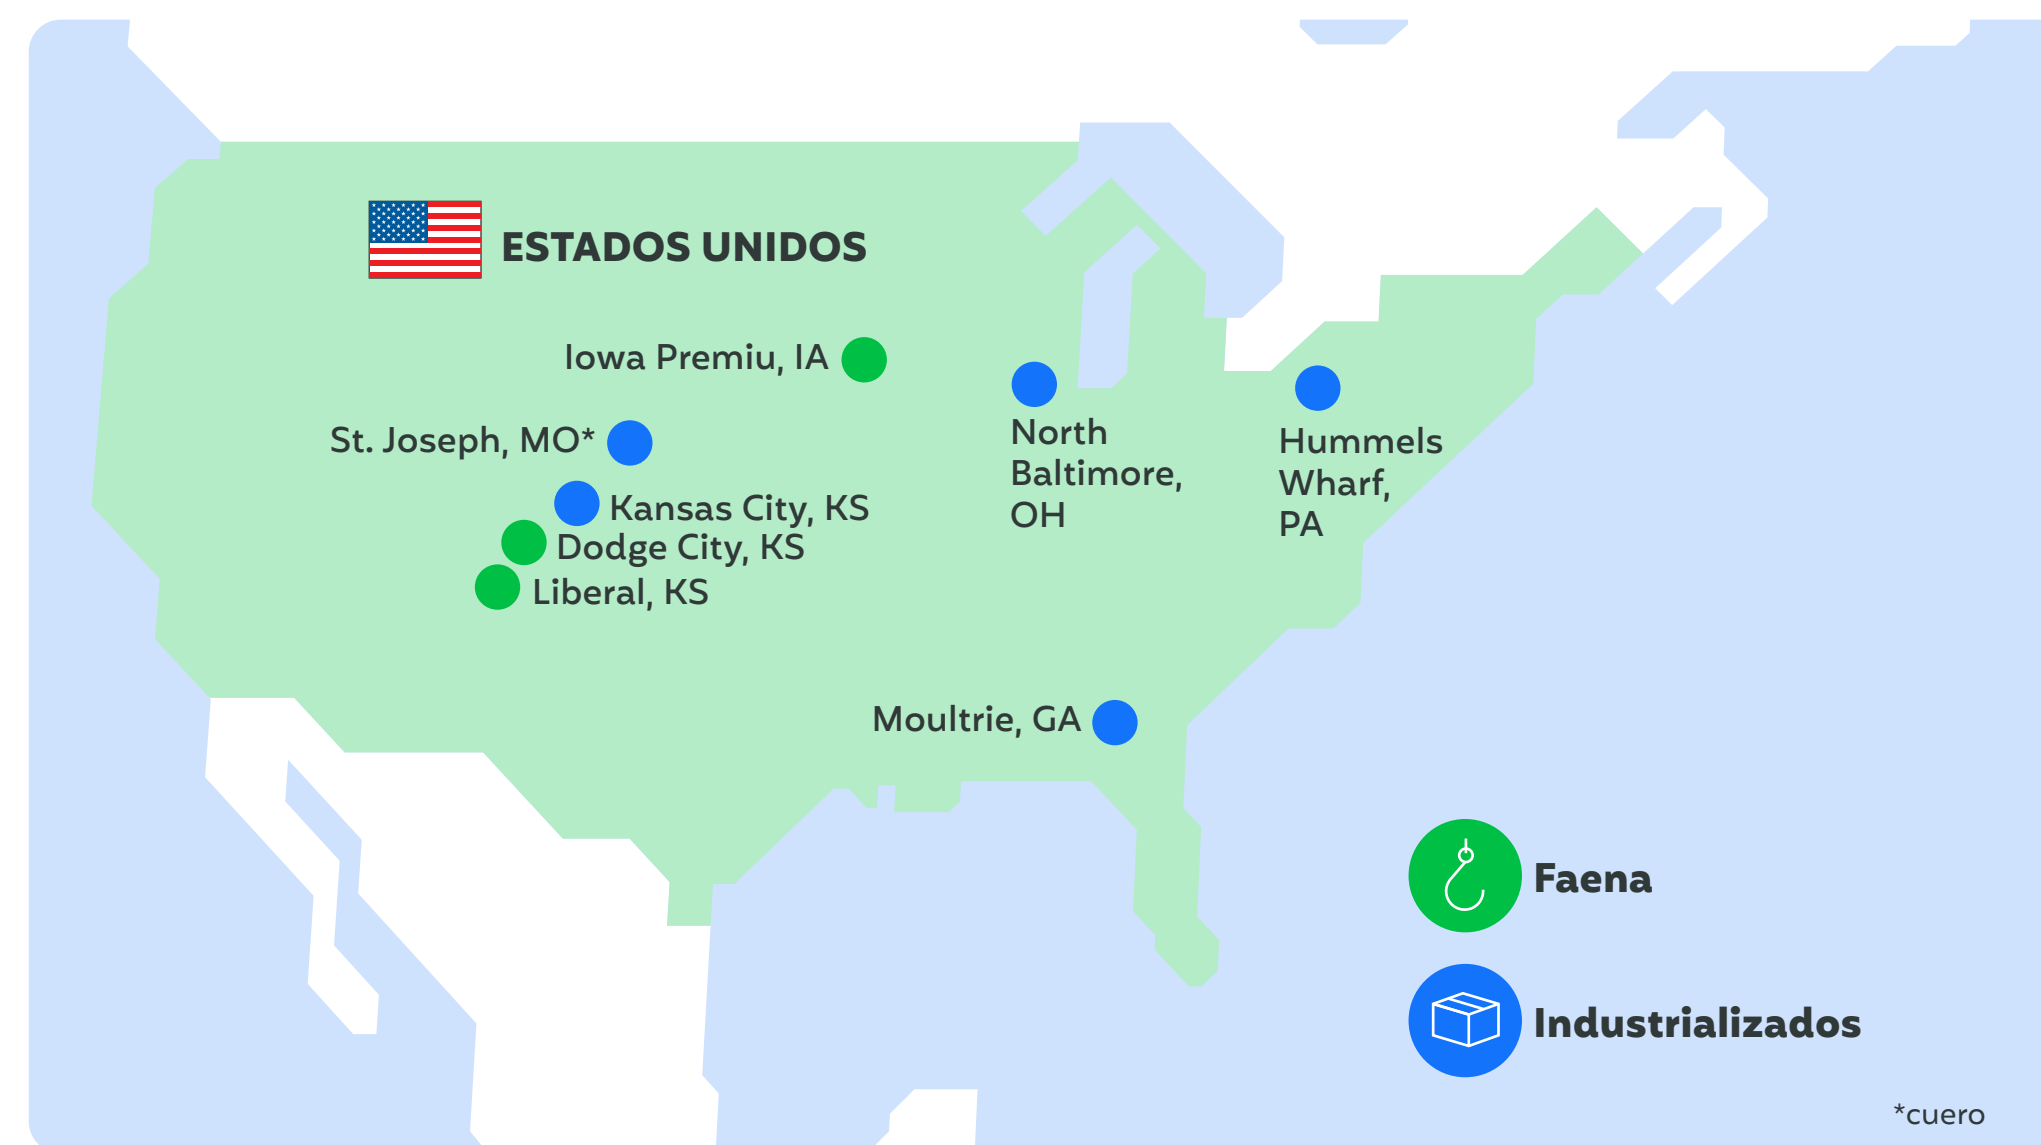 ESTADOS UNIDOS
Iowa Premiu, IA
St. Joseph, MO*
Kansas City, KS
Dodge City, KS
Liberal, KS
North
Baltimore,
OH
Hummels
Wharf,
PA
Moultrie, GA
Faena
Industrializados
*cuero